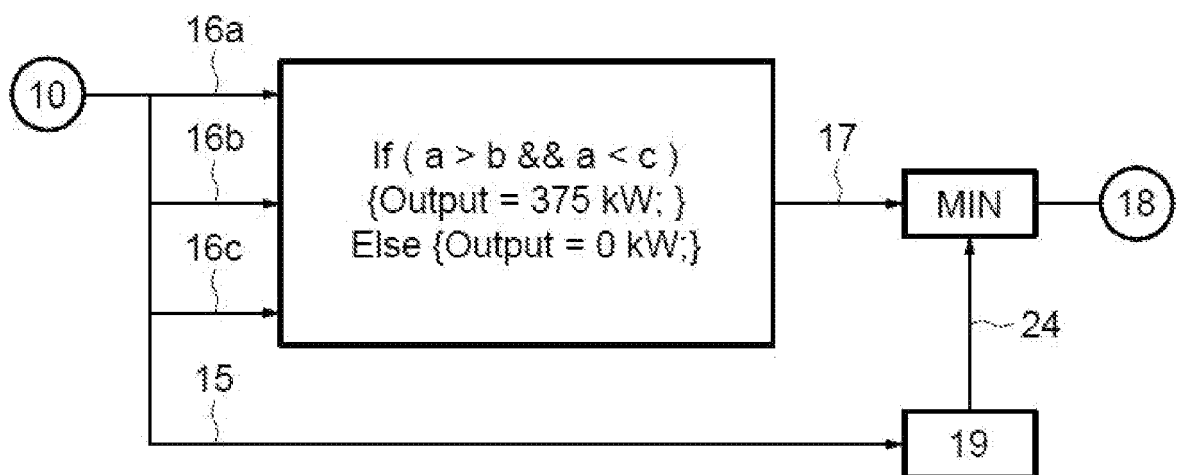 16a
10
16b
If ( a > b && a < c )
{Output = 375 kW; }
Else {Output = 0 kW;}
17
MIN
18
16c
24
15
19